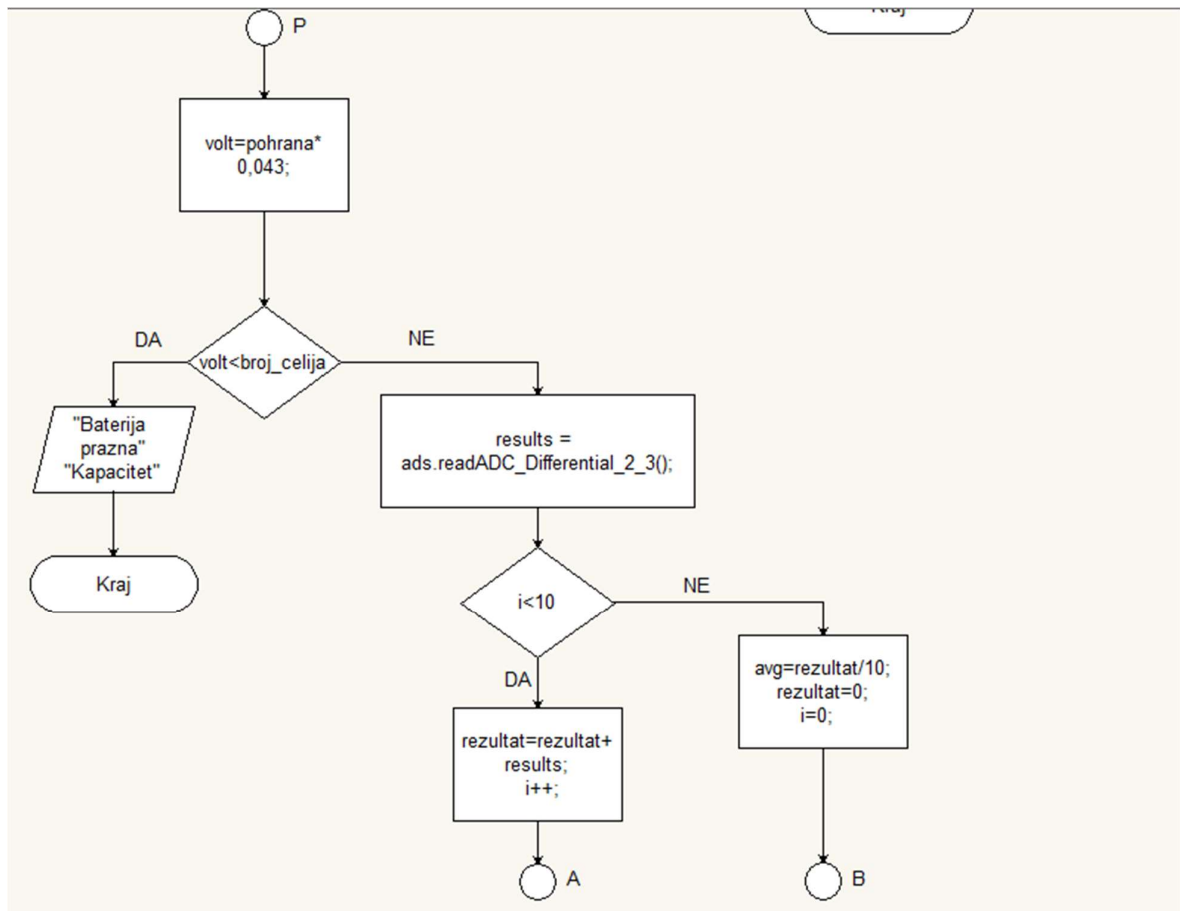 P
volt=pohrana*
0,043;
DA
NE
volt<broj_celija
"Baterija
prazna"
"Kapacitet"
results =
ads.readADC_Differential_2_3();
Kraj
i<10
NE
DA
avg=rezultat/10;
rezultat=0;
i=0;
rezultat=rezultat+
results;
i++;
A
B